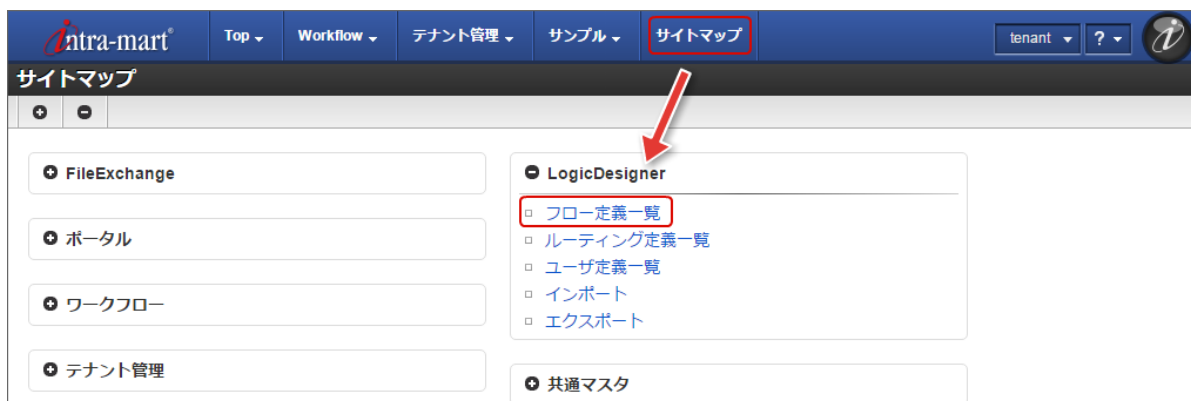 intra-mart® Top Workflow テナント管理 サンプル サイトマップ tenant ?
サイトマップ
FileExchange
ポータル
ワークフロー
テナント管理
LogicDesigner
フロー定義一覧
ルーティング定義一覧
ユーザ定義一覧
インポート
エクスポート
共通マスタ